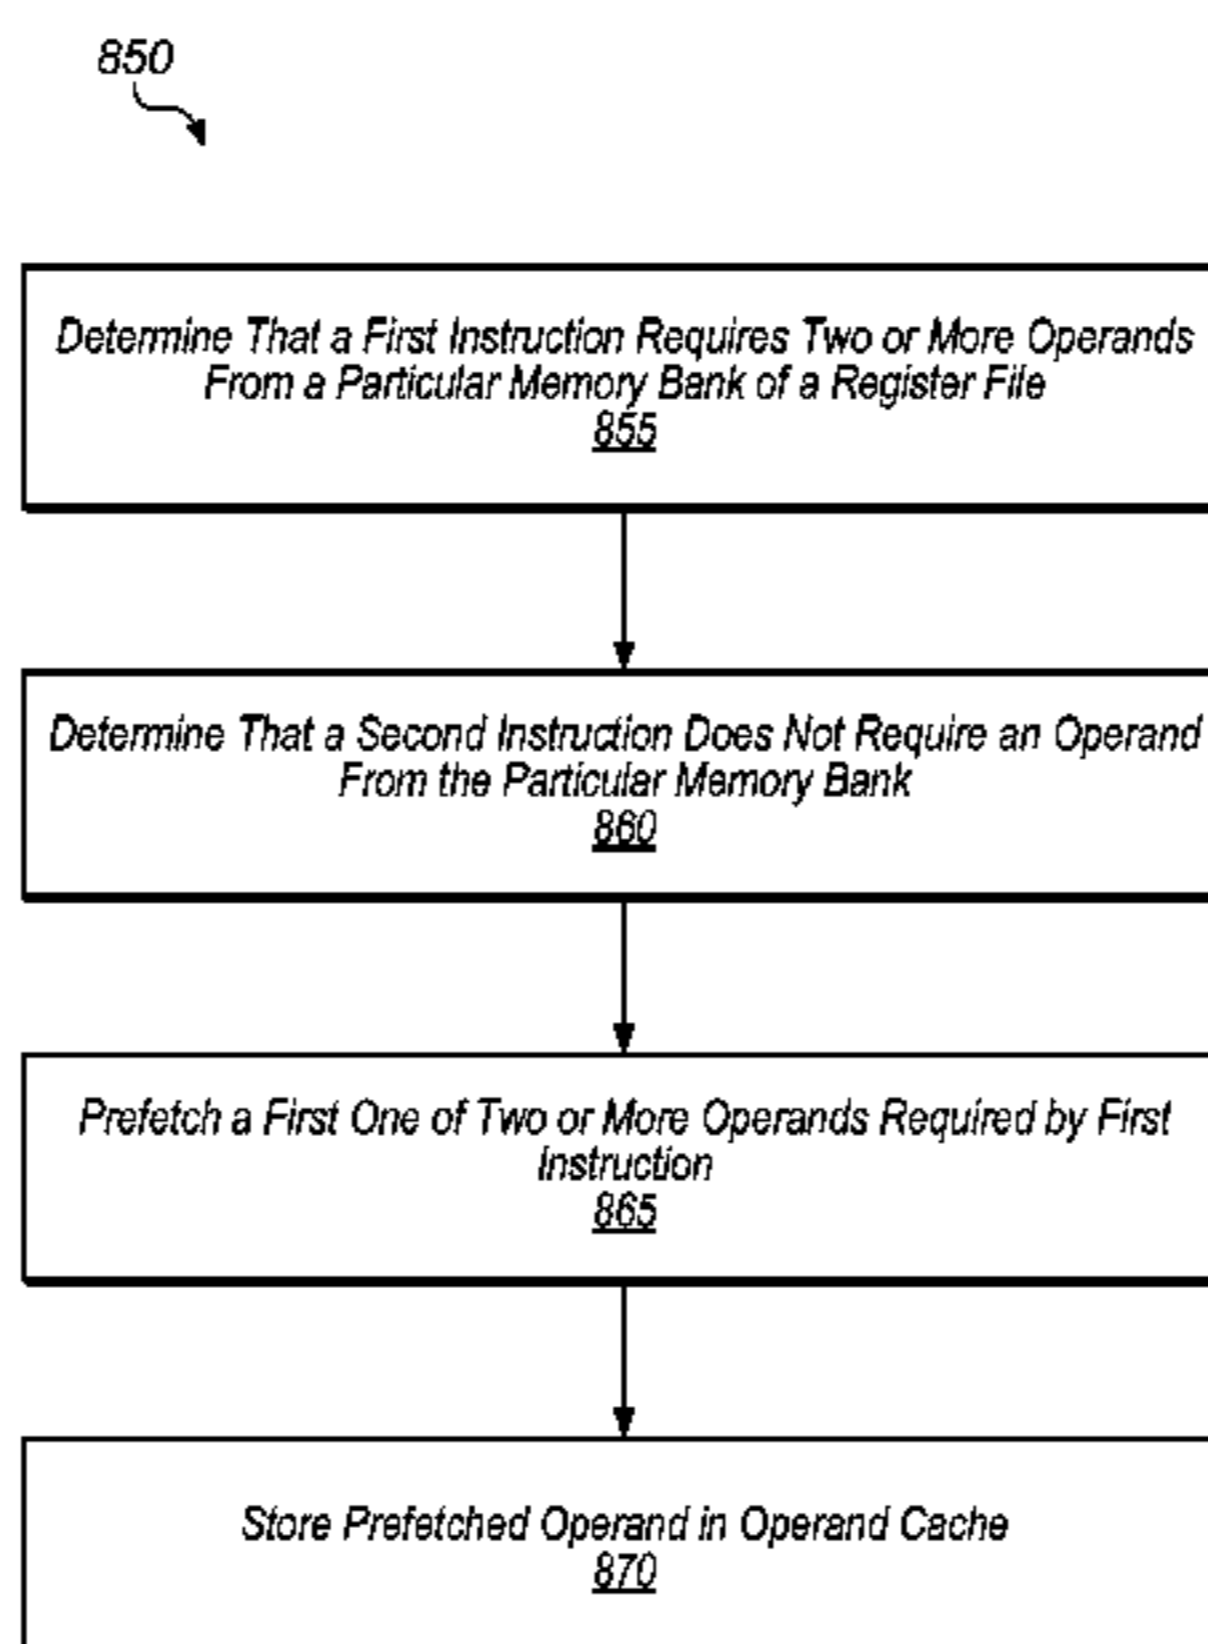 850
Determine That a First Instruction Requires Two or More Operands
From a Particular Memory Bank of a Register File
855
Determine That a Second Instruction Does Not Require an Operand
From the Particular Memory Bank
860
Prefetch a First One of Two or More Operands Required by First
Instruction
865
Store Prefetched Operand in Operand Cache
870